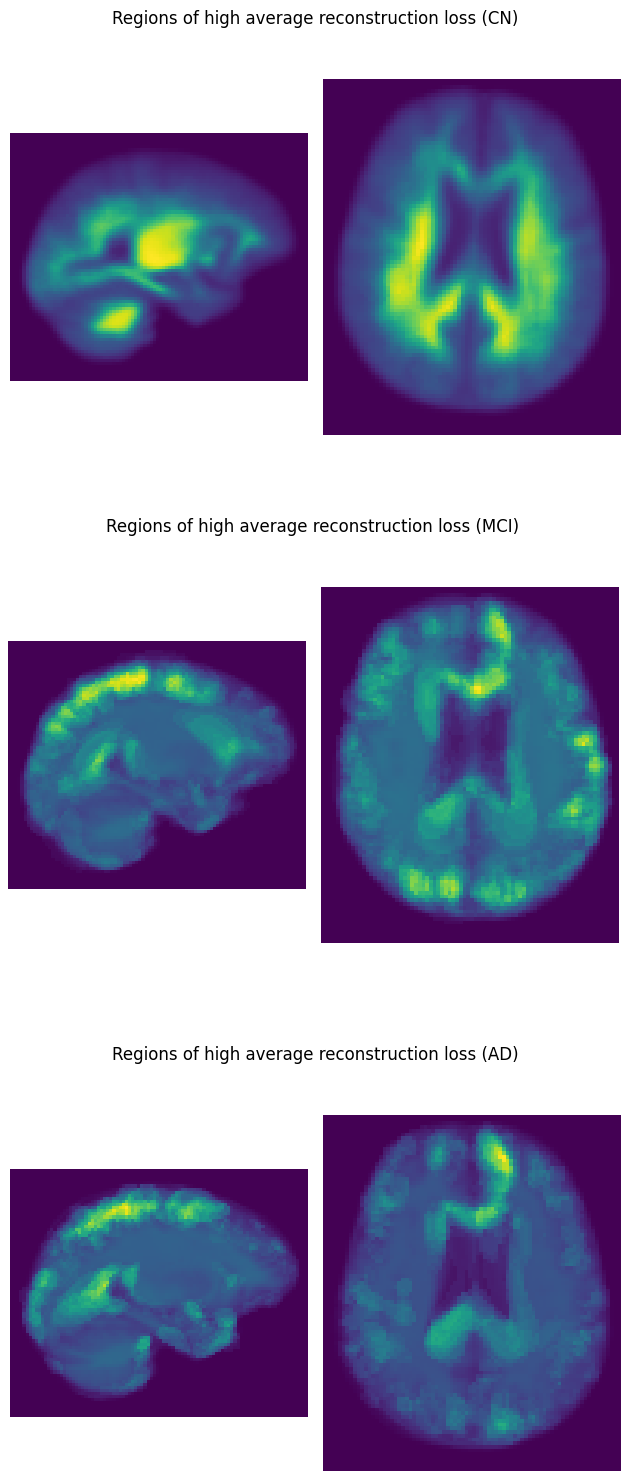 Regions of high average reconstruction loss (CN)
Regions of high average reconstruction loss (MCI)
Regions of high average reconstruction loss (AD)